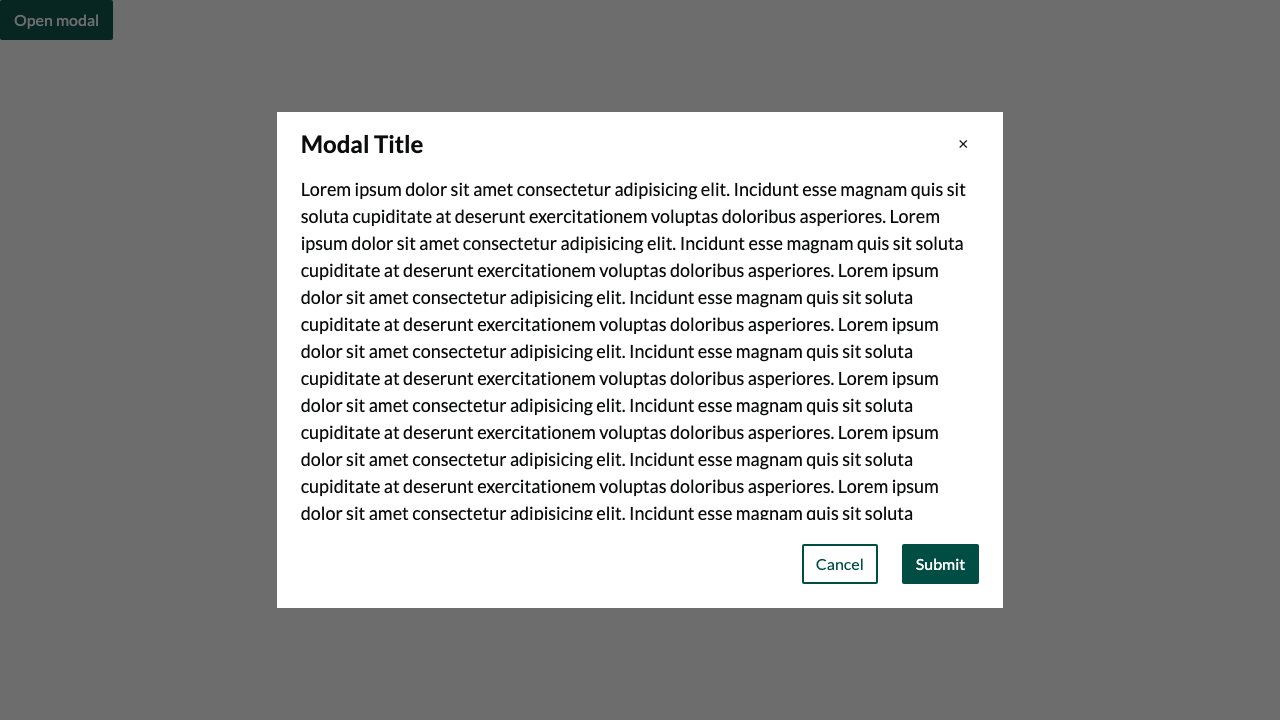 Open modal
Modal Title
×
Lorem ipsum dolor sit amet consectetur adipisicing elit. Incidunt esse magnam quis sit
soluta cupiditate at deserunt exercitationem voluptas doloribus asperiores. Lorem
ipsum dolor sit amet consectetur adipisicing elit. Incidunt esse magnam quis sit soluta
cupiditate at deserunt exercitationem voluptas doloribus asperiores. Lorem ipsum
dolor sit amet consectetur adipisicing elit. Incidunt esse magnam quis sit soluta
cupiditate at deserunt exercitationem voluptas doloribus asperiores. Lorem ipsum
dolor sit amet consectetur adipisicing elit. Incidunt esse magnam quis sit soluta
cupiditate at deserunt exercitationem voluptas doloribus asperiores. Lorem ipsum
dolor sit amet consectetur adipisicing elit. Incidunt esse magnam quis sit soluta
cupiditate at deserunt exercitationem voluptas doloribus asperiores. Lorem ipsum
dolor sit amet consectetur adipisicing elit. Incidunt esse magnam quis sit soluta
cupiditate at deserunt exercitationem voluptas doloribus asperiores. Lorem ipsum
dolor sit amet consectetur adipisicing elit. Incidunt esse magnam quis sit soluta
Cancel
Submit